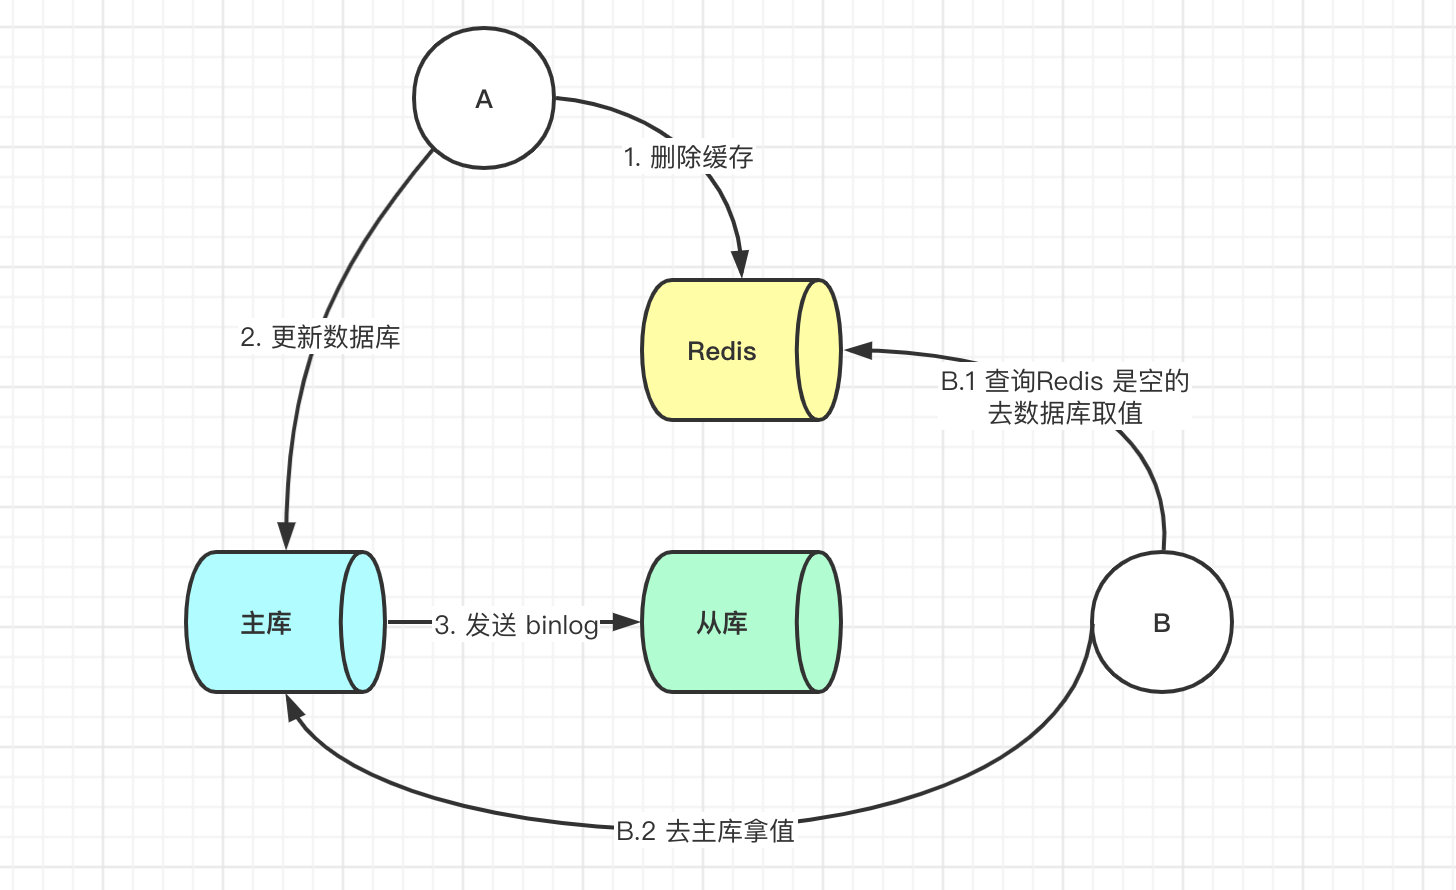 A
1. 删除缓存
2. 更新数据库
Redis
B.1 查询Redis 是空的
去数据库取值
主库
3. 发送 binlog
从库
B
B.2 去主库拿值